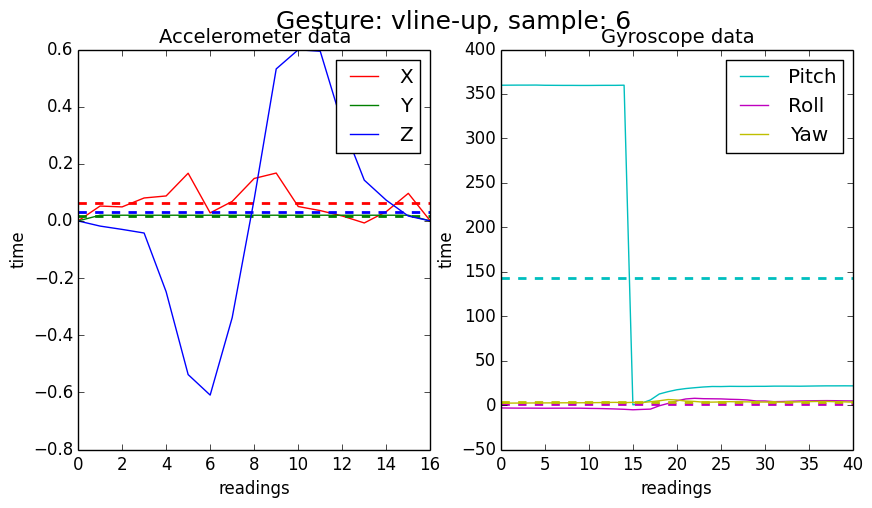 Gesture: vline-up, sample: 6
Accelerometer data
0.6
0.4
0.2
0.0
−0.2
−0.4
−0.6
−0.8
time
0 2 4 6 8 10 12 14 16
readings
X
Y
Z
Gyroscope data
400
350
300
250
200
150
100
50
0
−50
time
0 5 10 15 20 25 30 35 40
readings
Pitch
Roll
Yaw